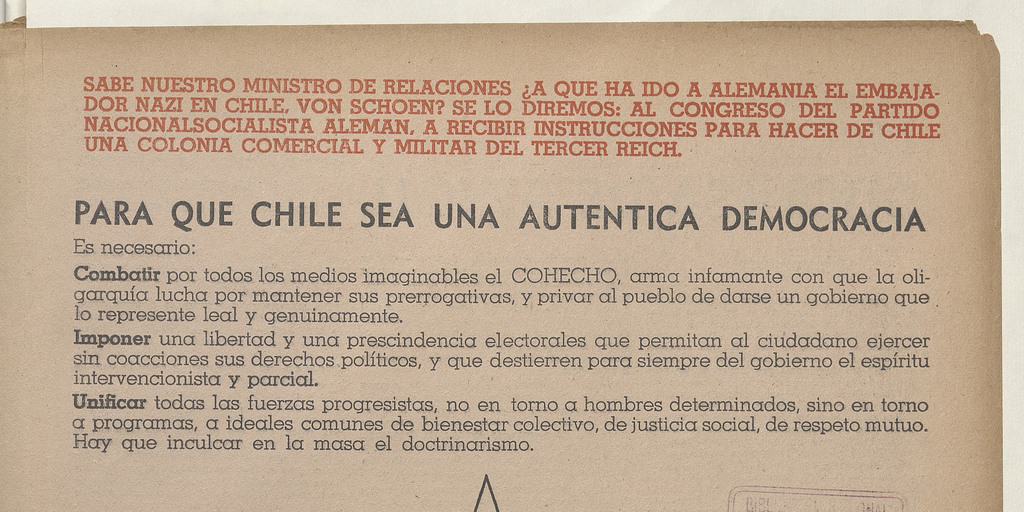 SABE NUESTRO MINISTRO DE RELACIONES ¿A QUE HA IDO A ALEMANIA EL EMBAJA-
DOR NAZI EN CHILE, VON SCHOEN? SE LO DIREMOS: AL CONGRESO DEL PARTIDO
NACIONALSOCIALISTA ALEMAN, A RECIBIR INSTRUCCIONES PARA HACER DE CHILE
UNA COLONIA COMERCIAL Y MILITAR DEL TERCER REICH.
PARA QUE CHILE SEA UNA AUTENTICA DEMOCRACIA
Es necesario:
Combatir por todos los medios imaginables el COHECHO, arma infamante con que la oli-
garquía lucha por mantener sus prerrogativas, y privar al pueblo de darse un gobierno que
lo represente leal y genuinamente.
Imponer una libertad y una prescindencia electorales que permitan al ciudadano ejercer
sin coacciones sus derechos políticos, y que destierren para siempre del gobierno el espíritu
intervencionista y parcial.
Unificar todas las fuerzas progresistas, no en torno a hombres determinados, sino en torno
a programas, a ideales comunes de bienestar colectivo, de justicia social, de respeto mutuo.
Hay que inculcar en la masa el doctrinarismo.